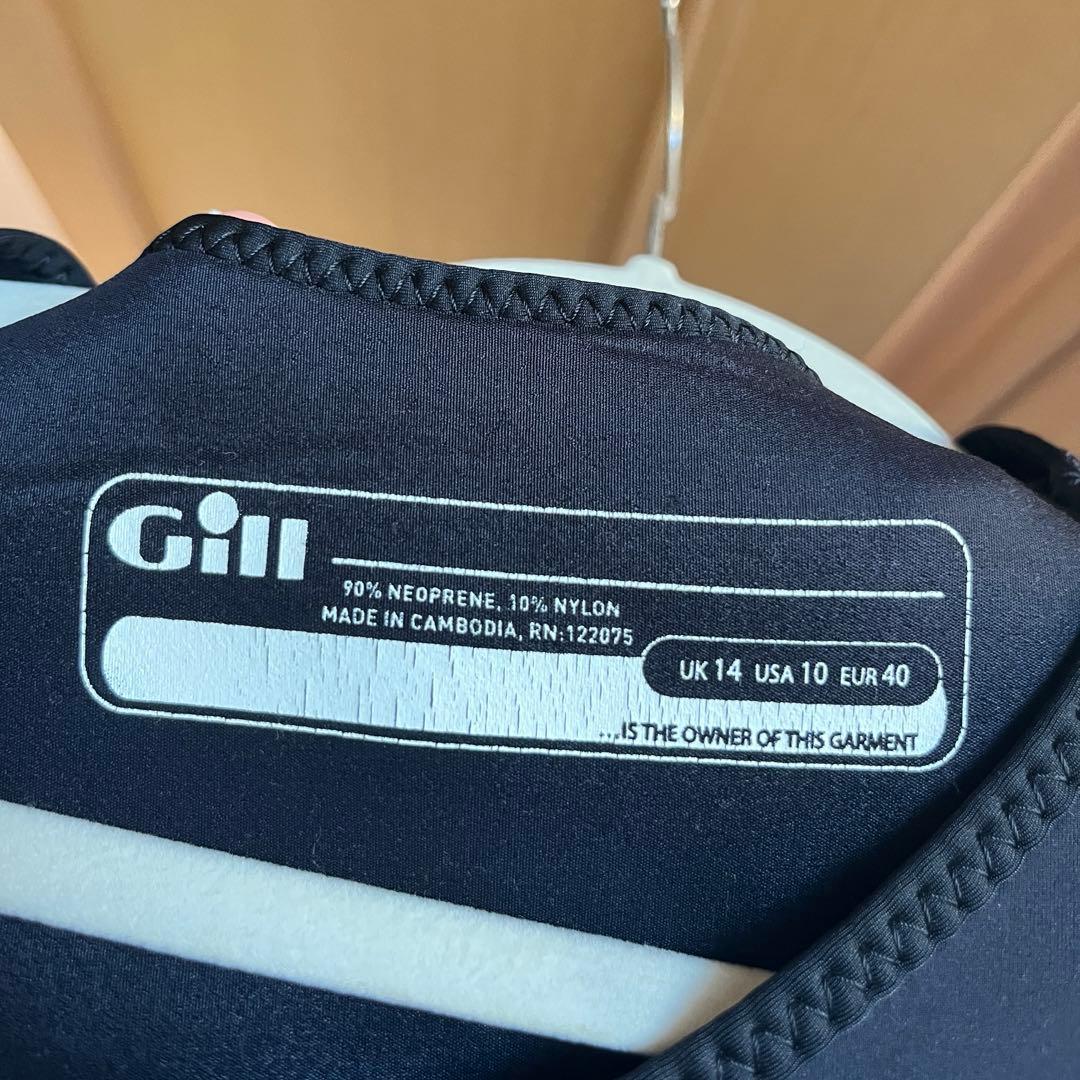 Gill
90% NEOPRENE, 10% NYLON
MADE IN CAMBODIA, RN:122075
UK 14 USA 10 EUR 40
...IS THE OWNER OF THIS GARMENT